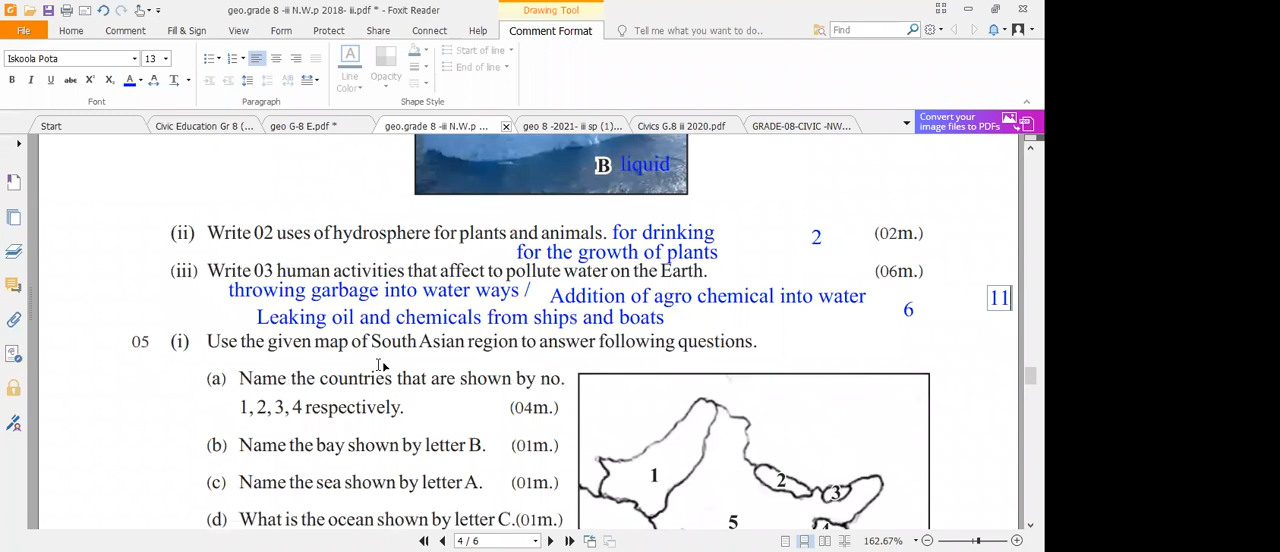 geo.grade 8 -ii N.W.p 2018- ii.pdf * - Foxit Reader
Drawing Tool
File Home Comment Fill & Sign View Form Protect Share Connect Help Comment Format Tell me what you want to do.. Find
Iskoola Pota 13
Line Color Opacity
Start of line
End of line
Font Paragraph Shape Style
Start Civic Education Gr 8 (... geo G-8 E.pdf * geo.grade 8 -ii N.W.p ... geo 8 -2021- ii sp (1)... Civics G.8 ii 2020.pdf GRADE-08-CIVIC -NW...
Convert your image files to PDFs
B liquid
(ii) Write 02 uses of hydrosphere for plants and animals. for drinking 2 (02m.)
for the growth of plants
(iii) Write 03 human activities that affect to pollute water on the Earth. (06m.)
throwing garbage into water ways / Addition of agro chemical into water 11
Leaking oil and chemicals from ships and boats 6
05 (i) Use the given map of South Asian region to answer following questions.
(a) Name the countries that are shown by no.
1, 2, 3, 4 respectively. (04m.)
(b) Name the bay shown by letter B. (01m.)
(c) Name the sea shown by letter A. (01m.)
(d) What is the ocean shown by letter C.(01m.)
1
2
3
5
4
4 / 6
162.67%